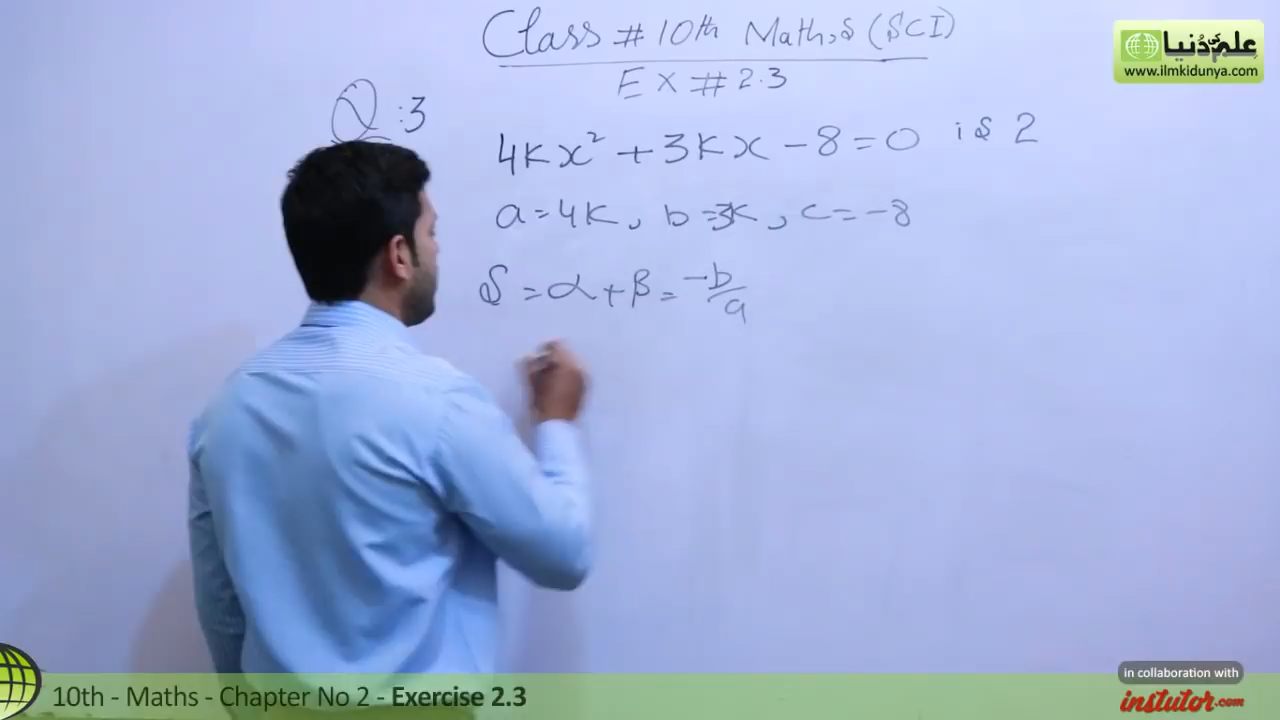 Class # 10th Maths (SCI)
EX # 2.3
Q :3
4kx² + 3kx - 8 = 0 is 2
a = 4k, b = 3k, c = -8
S = α + β = -b/a
علم کی دُنیا
www.ilmkidunya.com
10th - Maths - Chapter No 2 - Exercise 2.3
in collaboration with
instutor.com